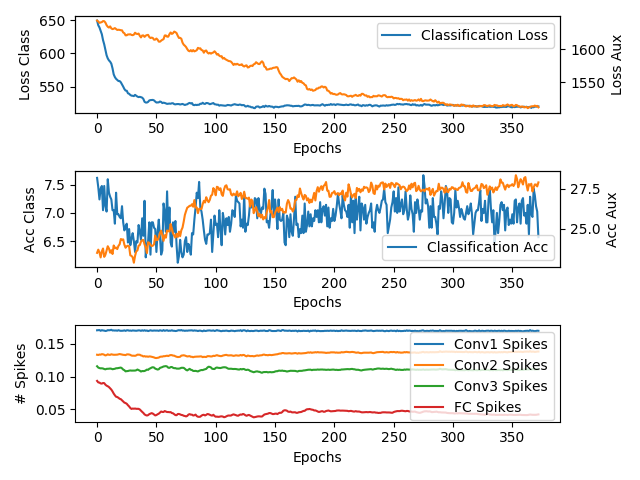 650
600
550
Loss Class
Classification Loss
1600
1550
Loss Aux
0 50 100 150 200 250 300 350
Epochs
7.5
7.0
6.5
Acc Class
Classification Acc
27.5
25.0
Acc Aux
0 50 100 150 200 250 300 350
Epochs
0.15
0.10
0.05
# Spikes
Conv1 Spikes
Conv2 Spikes
Conv3 Spikes
FC Spikes
0 50 100 150 200 250 300 350
Epochs